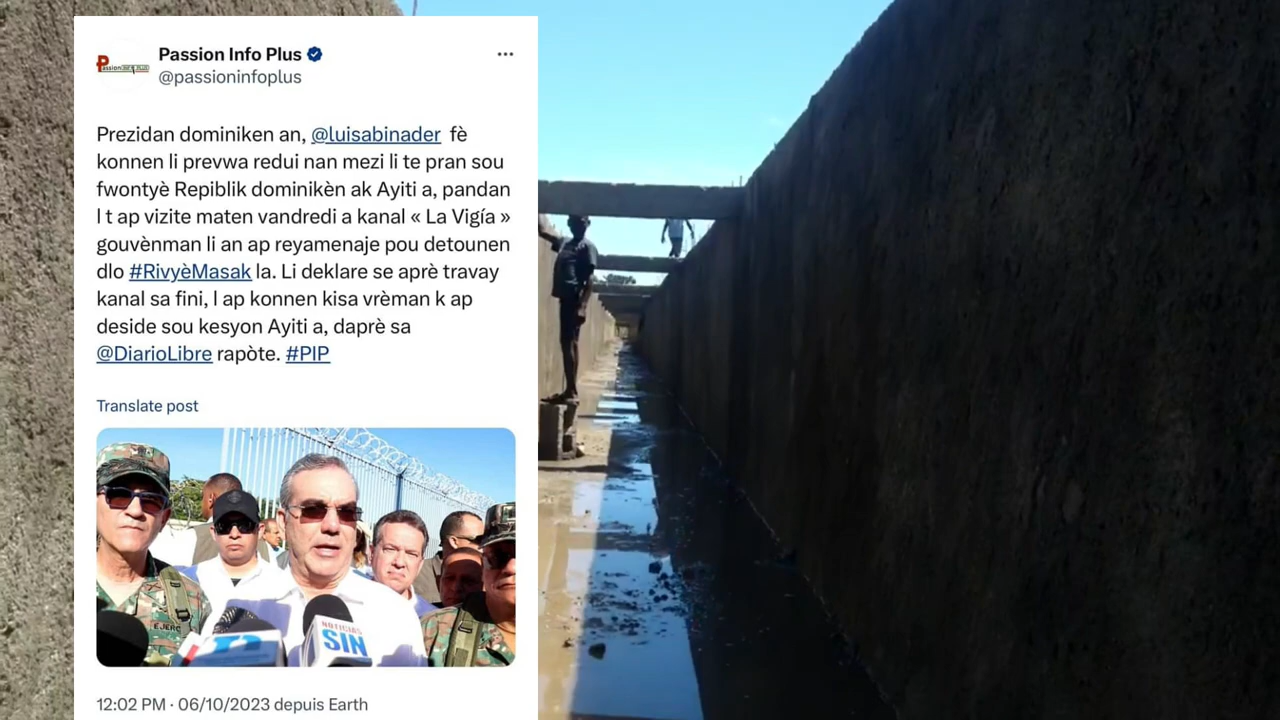 Passion Info Plus
@passioninfoplus
Prezidan dominiken an, @luisabinader fè
konnen li prevwa redui nan mezi li te pran sou
fwontyè Repiblik dominikèn ak Ayiti a, pandan
l t ap vizite maten vandredi a kanal « La Vigía »
gouvènman li an ap reyamenaje pou detounen
dlo #RivyèMasak la. Li deklare se aprè travay
kanal sa fini, l ap konnen kisa vrèman k ap
deside sou kesyon Ayiti a, daprè sa
@DiarioLibre rapòte. #PIP
Translate post
EJERC
NOTICIAS
SIN
12:02 PM · 06/10/2023 depuis Earth